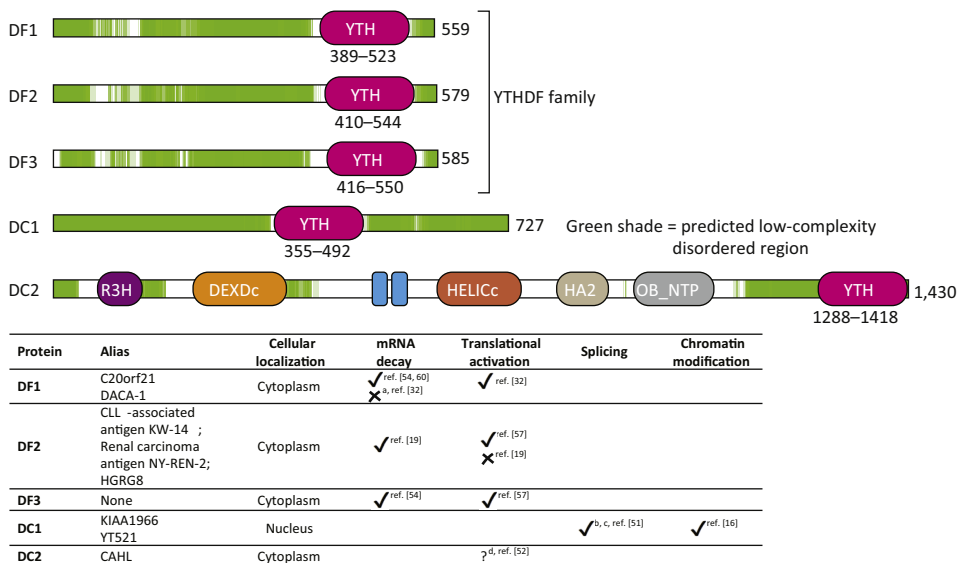 DF1 YTH 559
389–523
DF2 YTH 579
410–544
YTHDF family
DF3 YTH 585
416–550
DC1 YTH 727
355–492
Green shade = predicted low-complexity
disordered region
DC2 R3H DEXDc HELICc HA2 OB_NTP YTH 1,430
1288–1418
Protein Alias Cellular localization mRNA decay Translational activation Splicing Chromatin modification
DF1 C20orf21 Cytoplasm ✓ref. [54, 60] ✓ref. [32]
DACA-1 ✗a, ref. [32]
CLL -associated
antigen KW-14 ;
DF2 Renal carcinoma Cytoplasm ✓ref. [19] ✓ref. [57]
antigen NY-REN-2; ✗ref. [19]
HGRG8
DF3 None Cytoplasm ✓ref. [54] ✓ref. [57]
DC1 KIAA1966 Nucleus ✓b, c, ref. [51] ✓ref. [16]
YT521
DC2 CAHL Cytoplasm ?d, ref. [52]